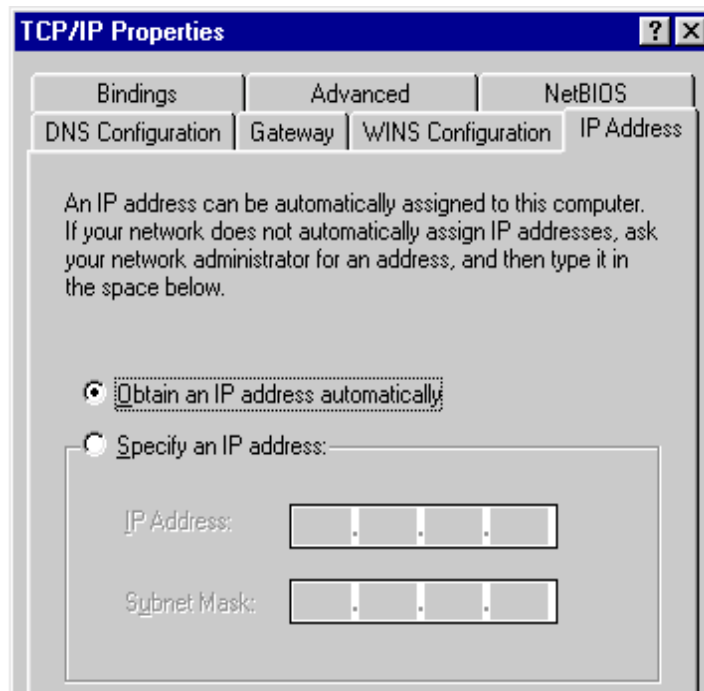 TCP/IP Properties
Bindings Advanced NetBIOS
DNS Configuration Gateway WINS Configuration IP Address
An IP address can be automatically assigned to this computer.
If your network does not automatically assign IP addresses, ask
your network administrator for an address, and then type it in
the space below.
Obtain an IP address automatically
Specify an IP address:
IP Address:
Subnet Mask: